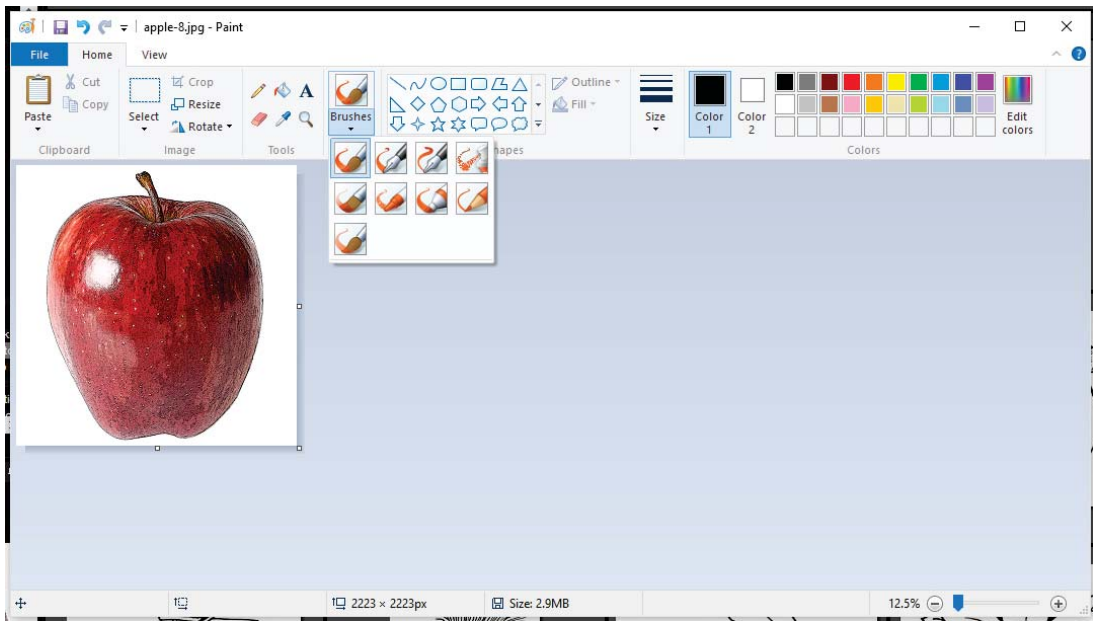 apple-8.jpg - Paint
File Home View
Paste
Cut
Copy
Clipboard
Select
Crop
Resize
Rotate
Image
A
Tools
Brushes
Outline
Fill
hapes
Size
Color
1
Color
2
Edit
colors
Colors
2223 × 2223px
Size: 2.9MB
12.5%